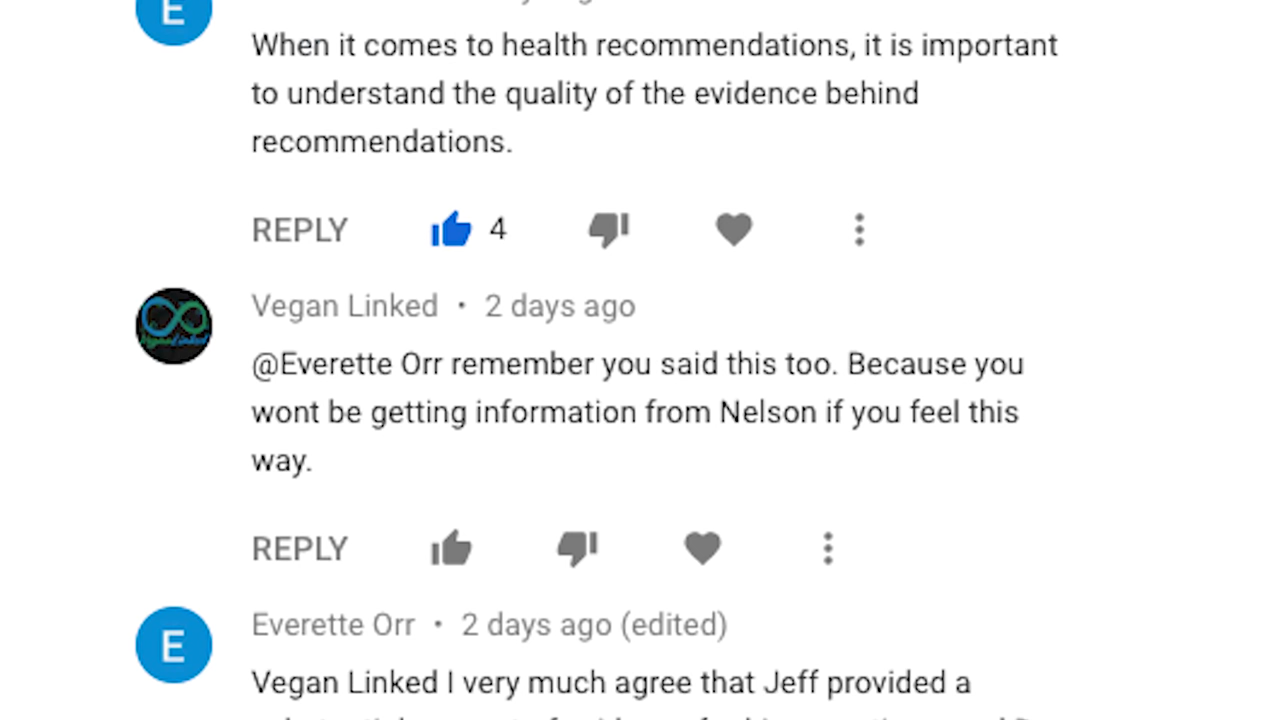 E
When it comes to health recommendations, it is important
to understand the quality of the evidence behind
recommendations.
REPLY 4
Vegan Linked • 2 days ago
@Everette Orr remember you said this too. Because you
wont be getting information from Nelson if you feel this
way.
REPLY
E
Everette Orr • 2 days ago (edited)
Vegan Linked I very much agree that Jeff provided a